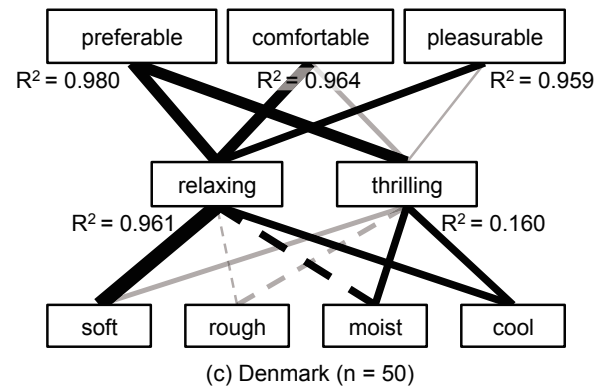 preferable comfortable pleasurable
R² = 0.980 R² = 0.964 R² = 0.959
relaxing thrilling
R² = 0.961 R² = 0.160
soft rough moist cool
(c) Denmark (n = 50)